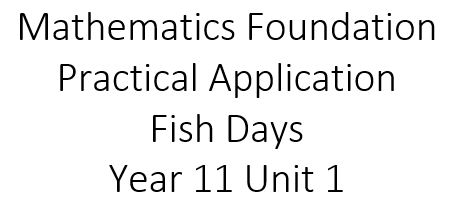 Mathematics Foundation
Practical Application
Fish Days
Year 11 Unit 1